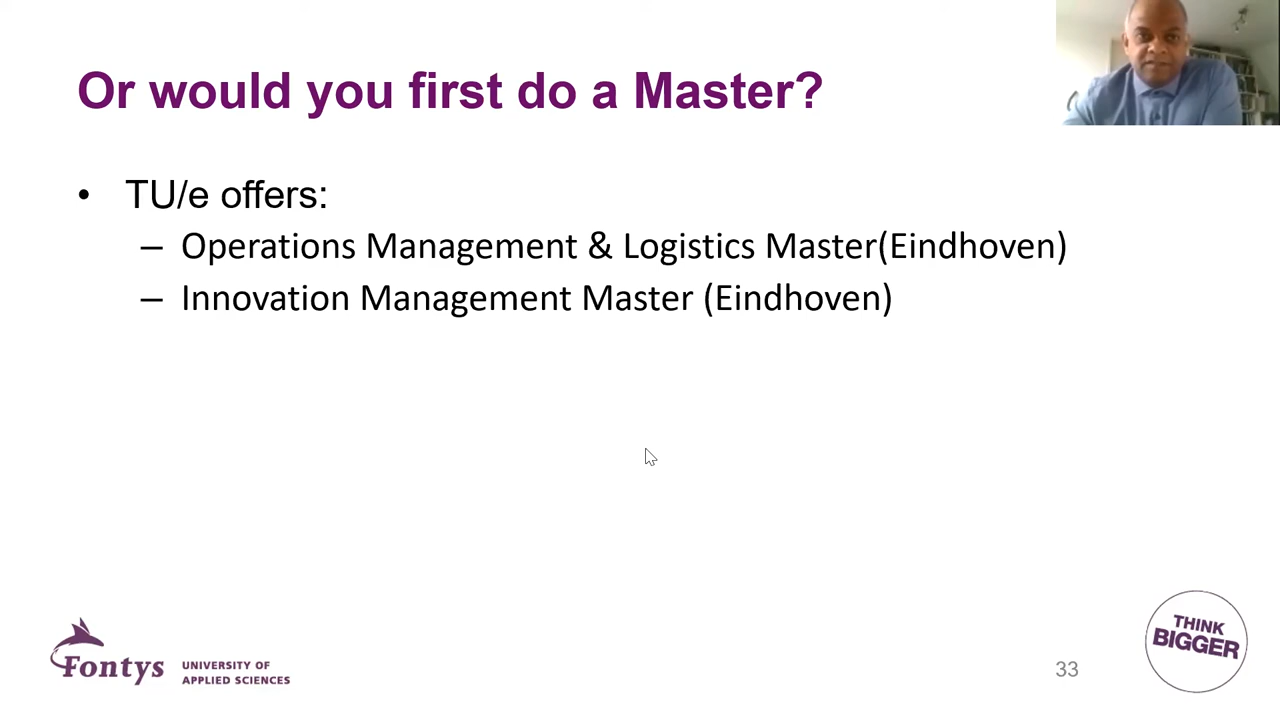 Or would you first do a Master?
• TU/e offers:
– Operations Management & Logistics Master(Eindhoven)
– Innovation Management Master (Eindhoven)
Fontys
UNIVERSITY OF
APPLIED SCIENCES
33
THINK
BIGGER